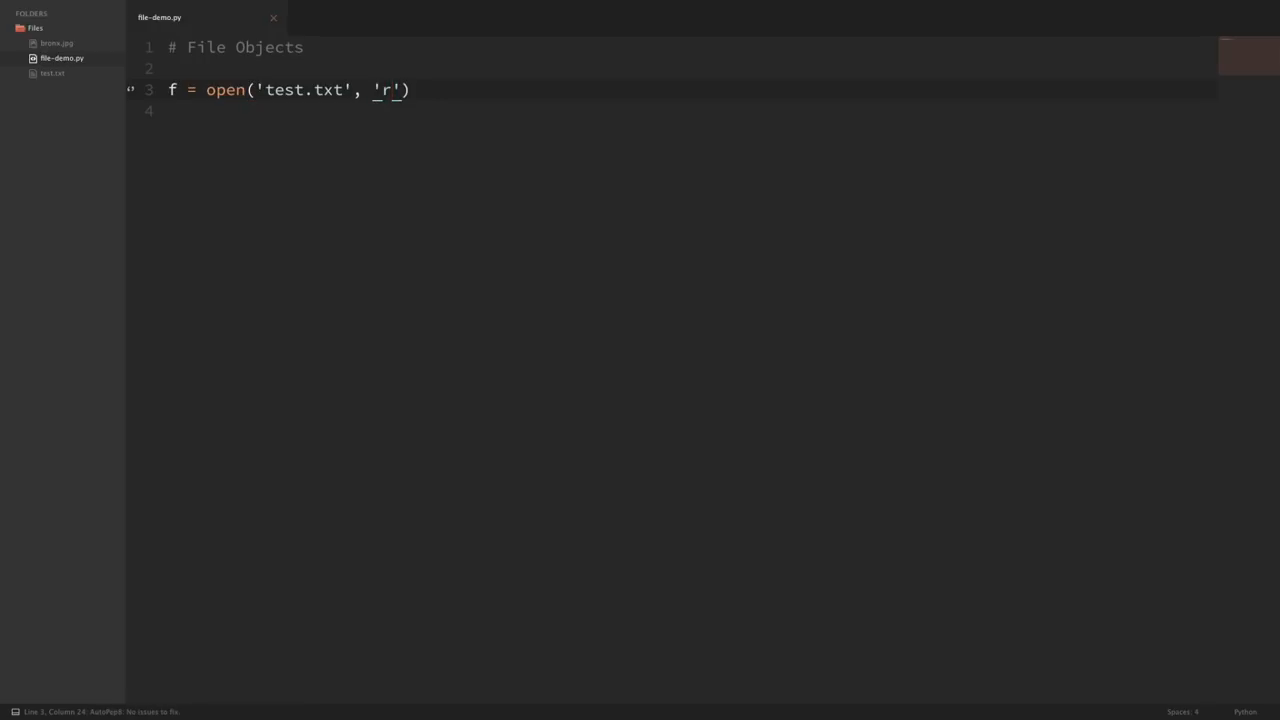 FOLDERS
Files
bronx.jpg
file-demo.py
test.txt
file-demo.py
1 # File Objects
2
3 f = open('test.txt', 'r')
4
Line 3, Column 24; AutoPep8: No issues to fix.
Spaces: 4
Python